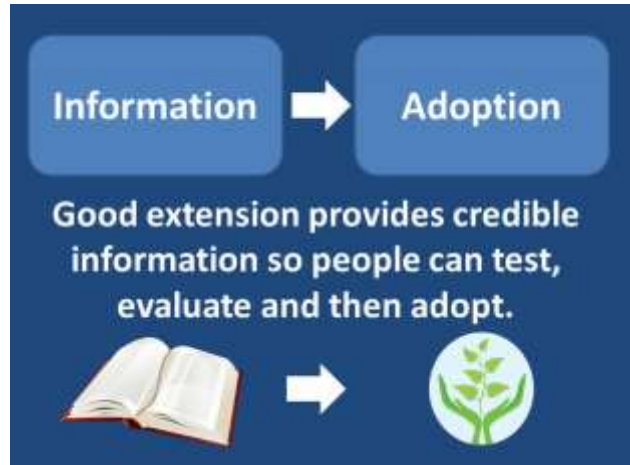 Information
Adoption
Good extension provides credible
information so people can test,
evaluate and then adopt.